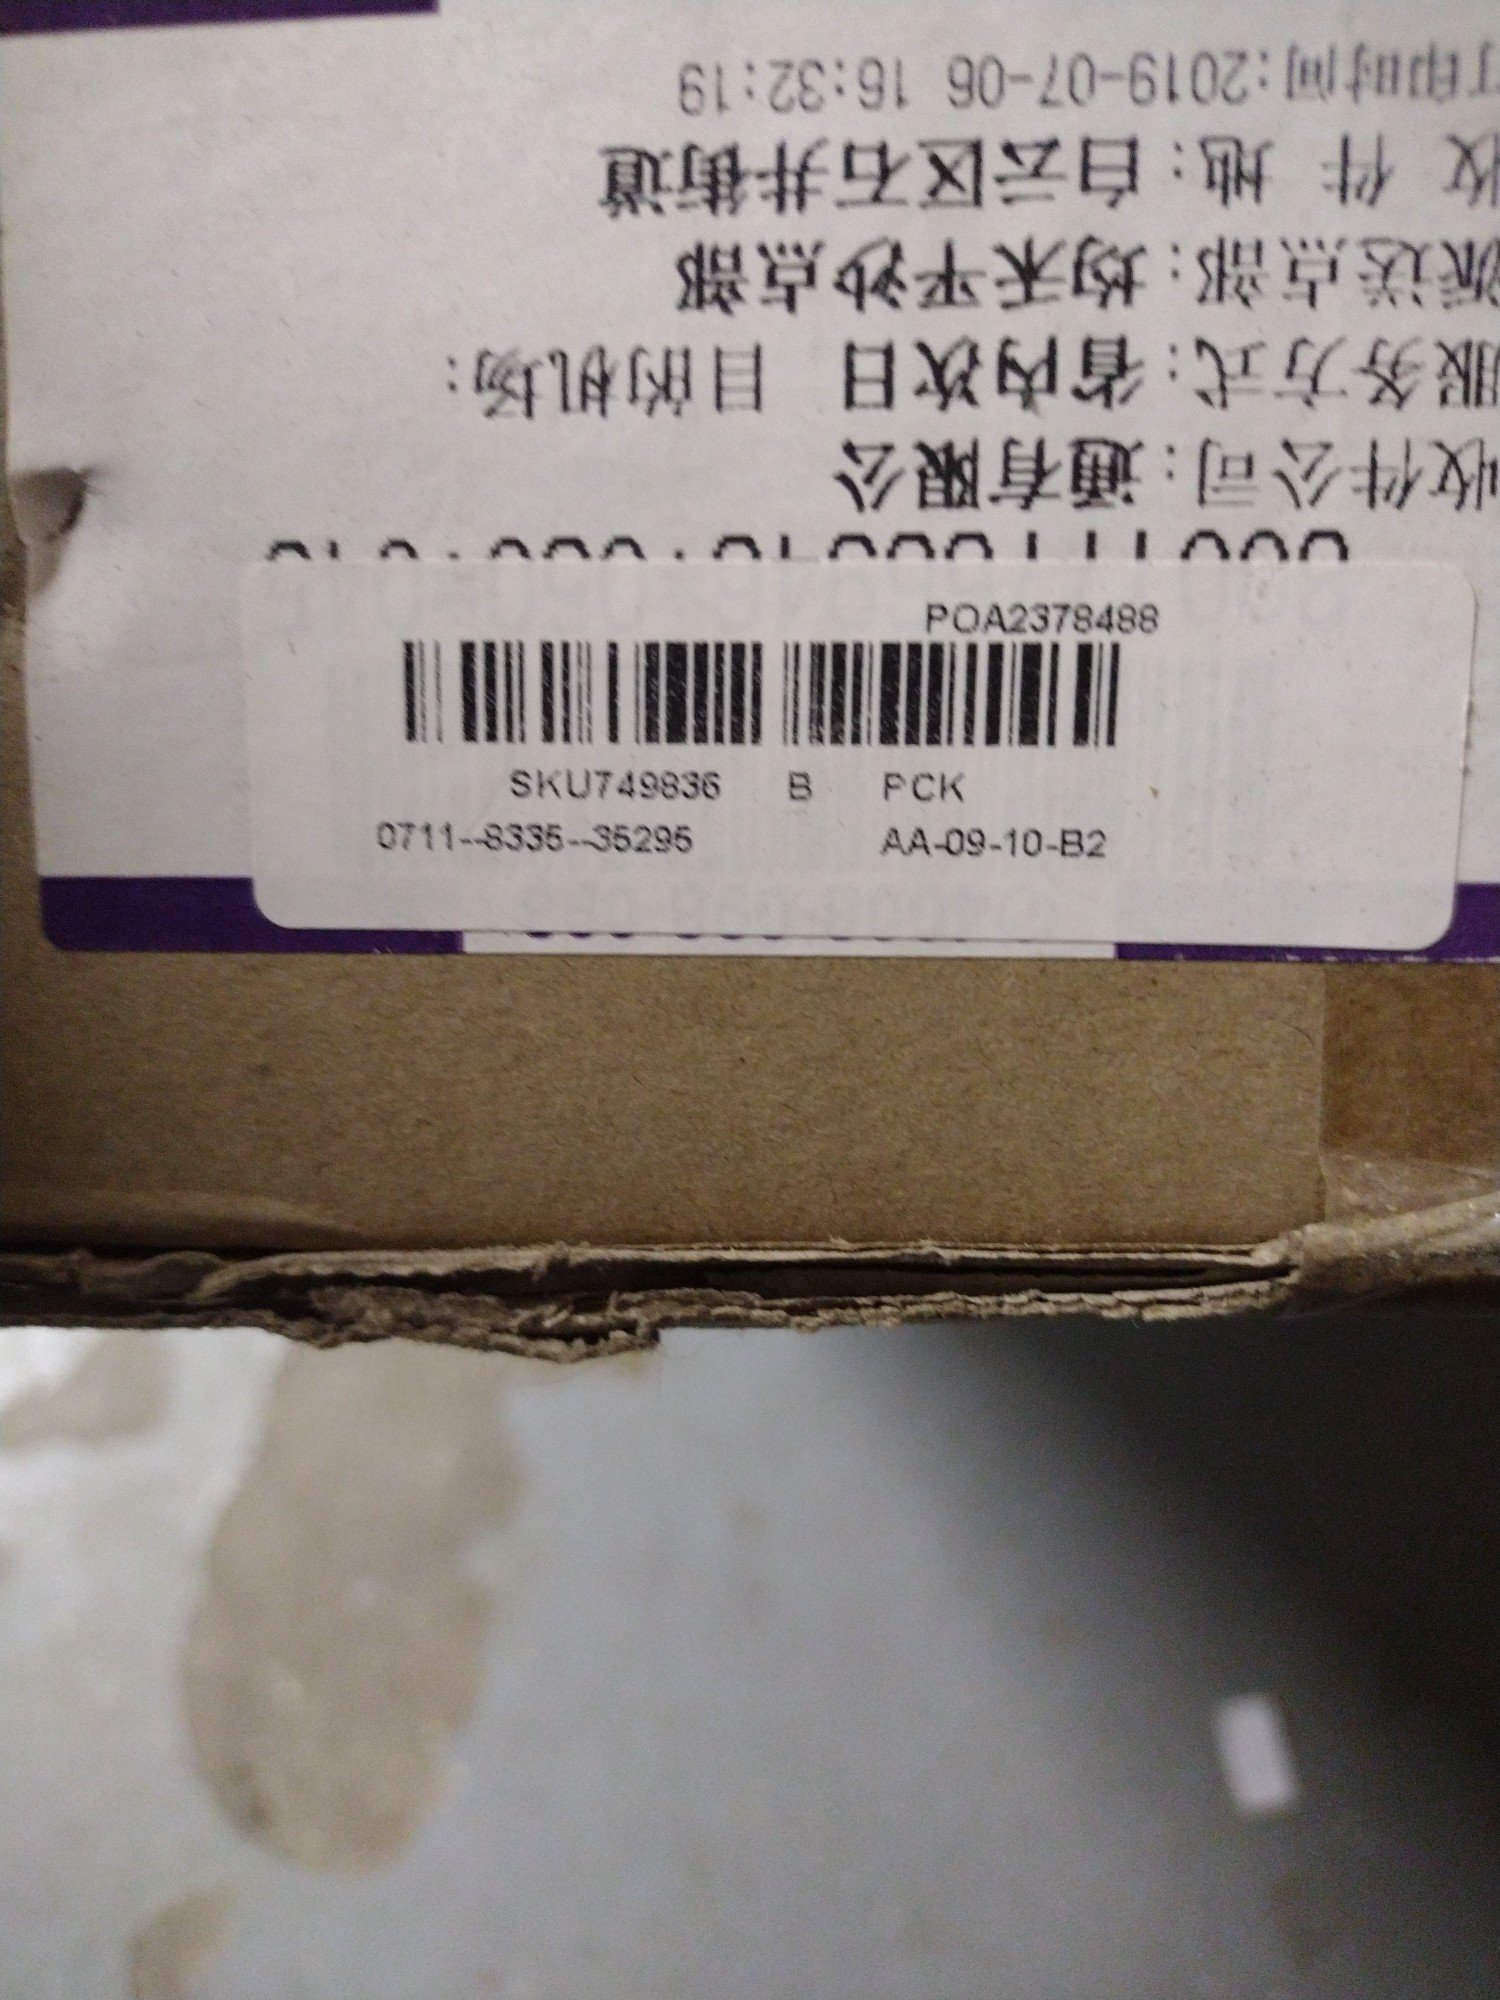 POA2378488
SKU749836 B PCK
0711--8335--35295 AA-09-10-B2
收件公司:通有限公
服务方式:省内次日 目的机场:
派送点部:均禾平沙点部
收 件 地:白云区石井街道
打印时间:2019-07-06 16:32:19